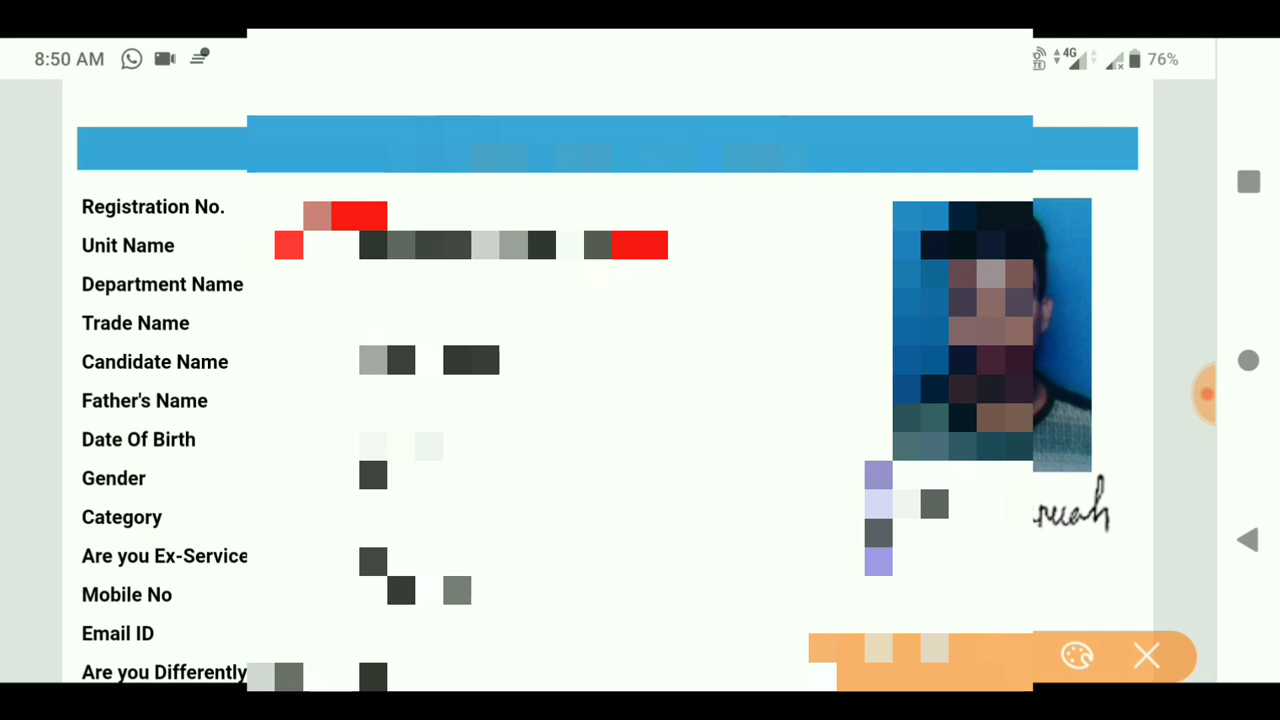 8:50 AM 4G 76%
Registration No.
Unit Name
Department Name
Trade Name
Candidate Name
Father's Name
Date Of Birth
Gender
Category
Are you Ex-Service
Mobile No
Email ID
Are you Differently